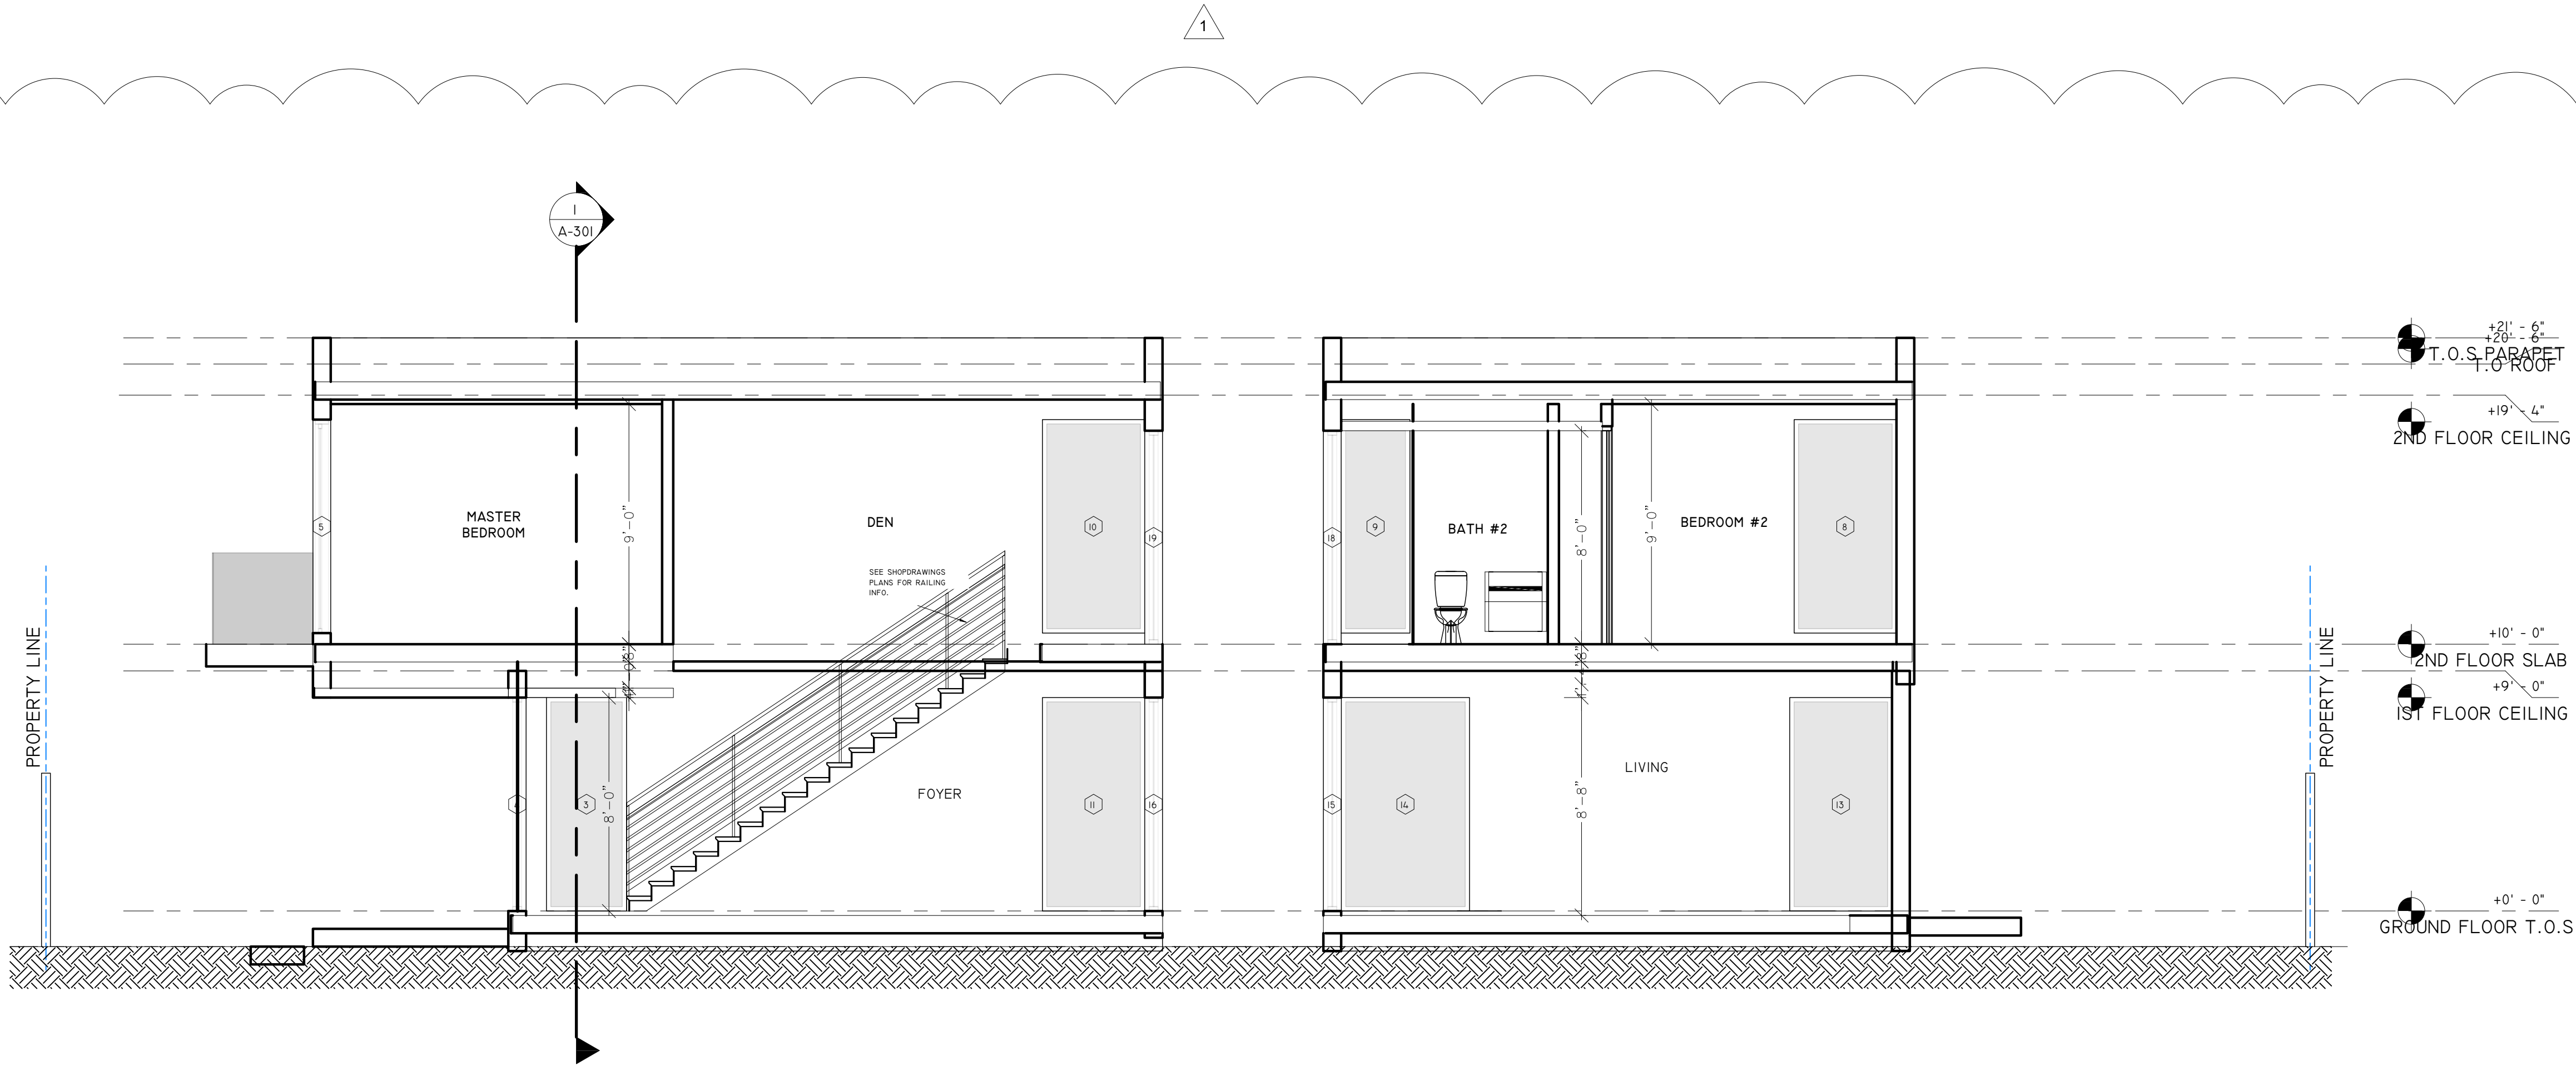 1
1
A-301
+21' - 6"
+20' - 6"
T.O.S PARAPET
T.O ROOF
+19' - 4"
2ND FLOOR CEILING
MASTER
BEDROOM
DEN
BATH #2
BEDROOM #2
5
10
19
18
9
8
9'-0"
8'-0"
9'-0"
SEE SHOPDRAWINGS
PLANS FOR RAILING
INFO.
PROPERTY LINE
PROPERTY LINE
+10' - 0"
2ND FLOOR SLAB
+9' - 0"
1ST FLOOR CEILING
FOYER
LIVING
4
3
11
16
15
14
13
8'-0"
8'-8"
+0' - 0"
GROUND FLOOR T.O.S